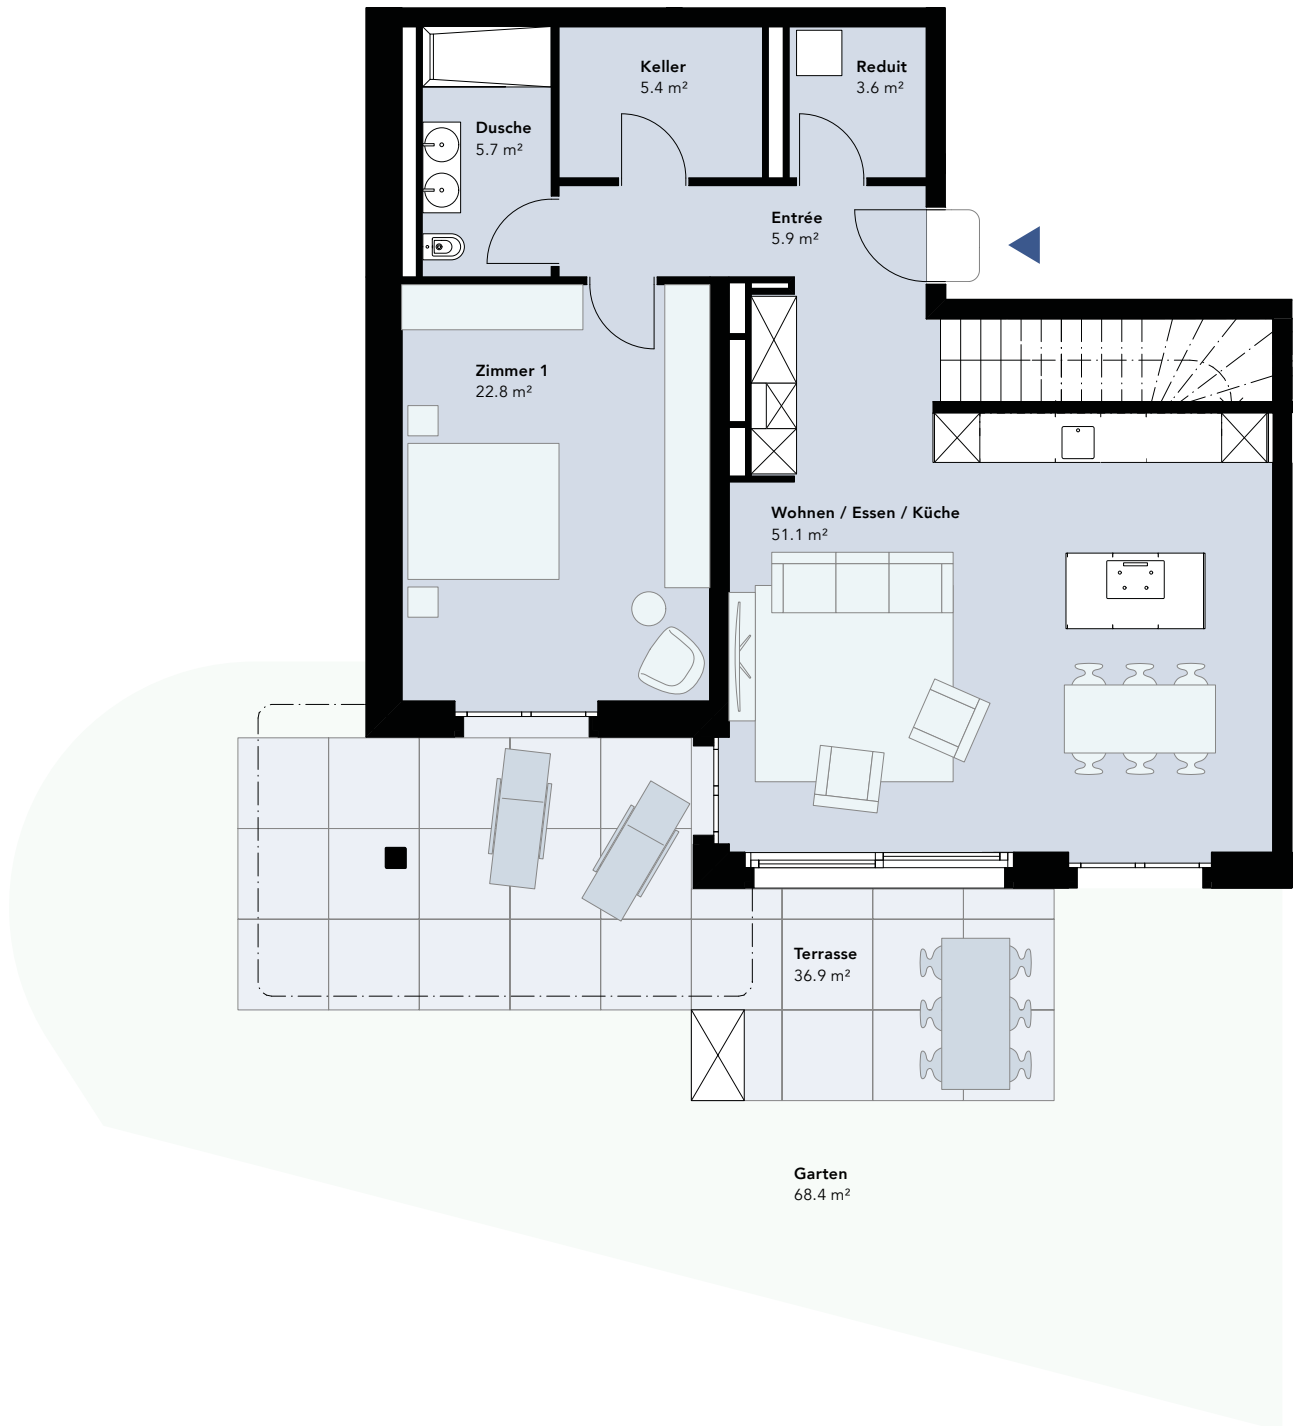 Keller
5.4 m²
Reduit
3.6 m²
Dusche
5.7 m²
Entrée
5.9 m²
Zimmer 1
22.8 m²
Wohnen / Essen / Küche
51.1 m²
Terrasse
36.9 m²
Garten
68.4 m²